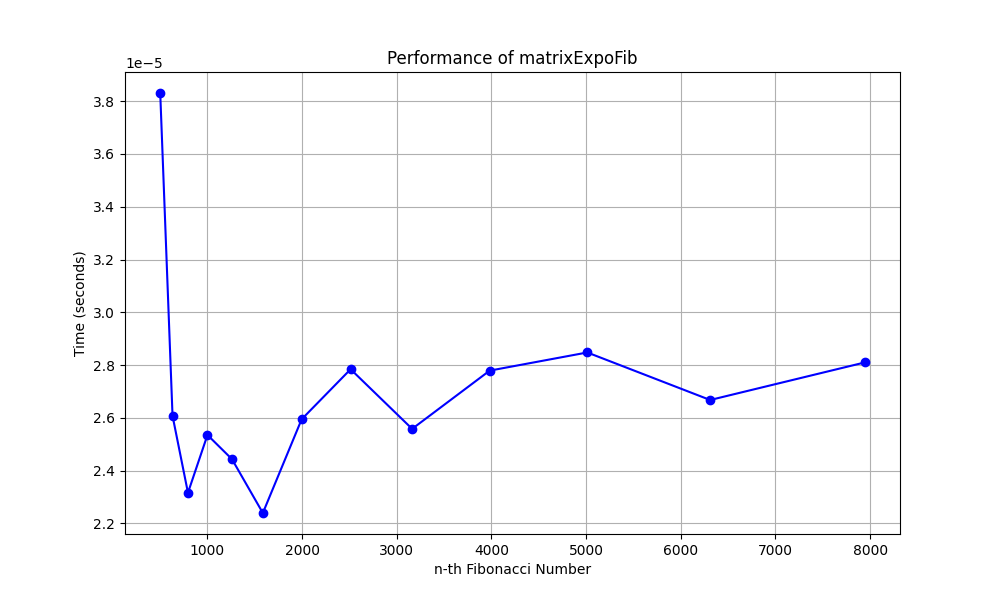 Performance of matrixExpoFib
1e−5
3.8
3.6
3.4
3.2
3.0
2.8
2.6
2.4
2.2
Time (seconds)
1000 2000 3000 4000 5000 6000 7000 8000
n-th Fibonacci Number